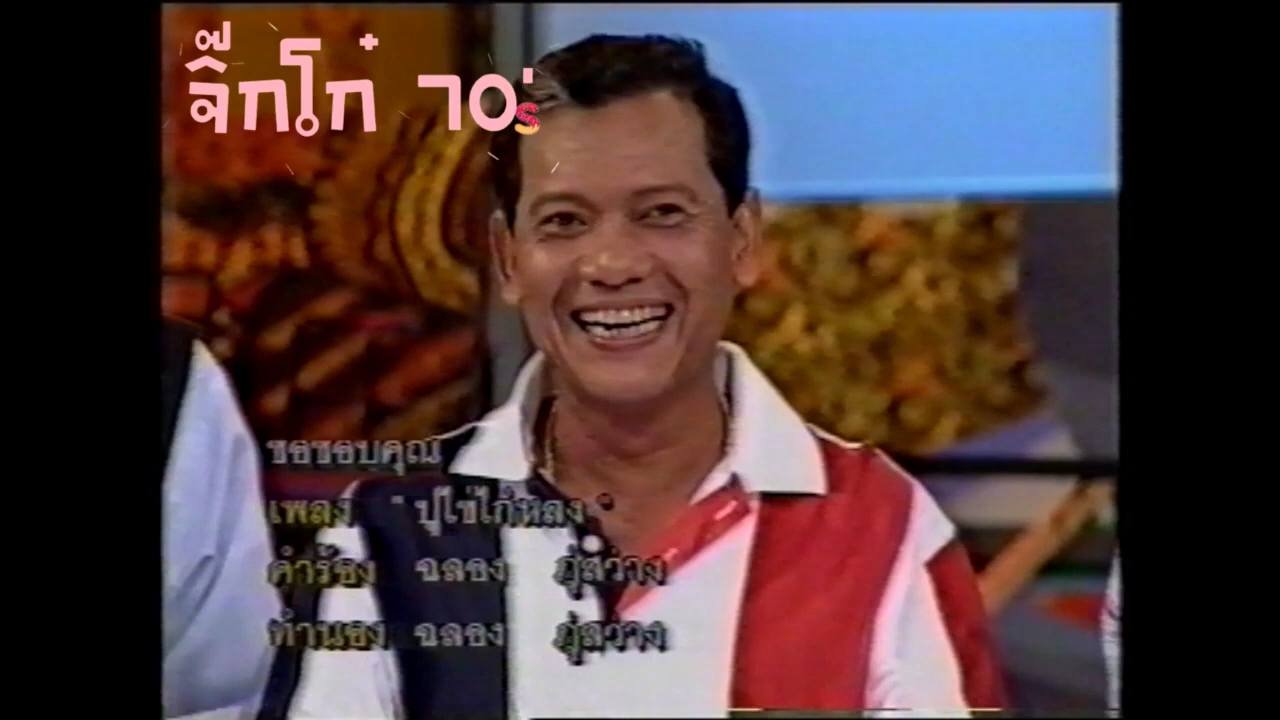 จิ๊กโก๋ 70's
ขอขอบคุณ
เพลง "ปูไข่ไก่หลง"
คำร้อง ฉลอง ภู่สว่าง
ทำนอง ฉลอง ภู่สว่าง